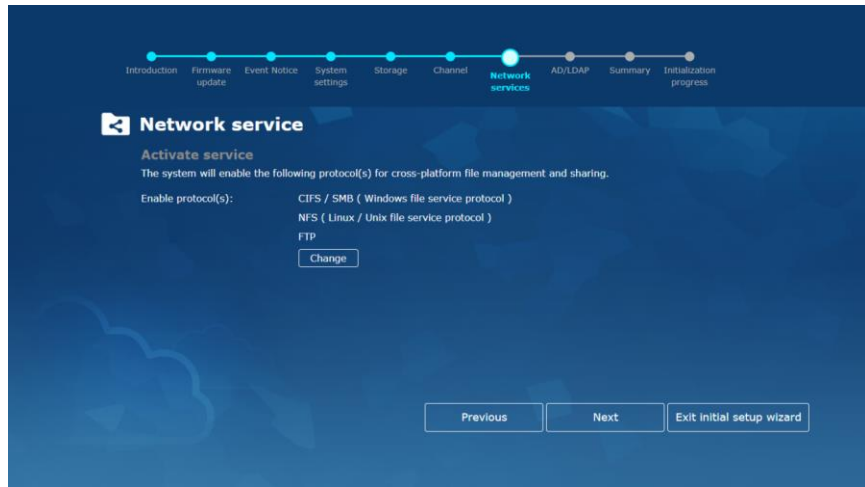 Introduction
Firmware update
Event Notice
System settings
Storage
Channel
Network services
AD/LDAP
Summary
Initialization progress
Network service
Activate service
The system will enable the following protocol(s) for cross-platform file management and sharing.
Enable protocol(s): CIFS / SMB ( Windows file service protocol )
NFS ( Linux / Unix file service protocol )
FTP
Change
Previous Next Exit initial setup wizard